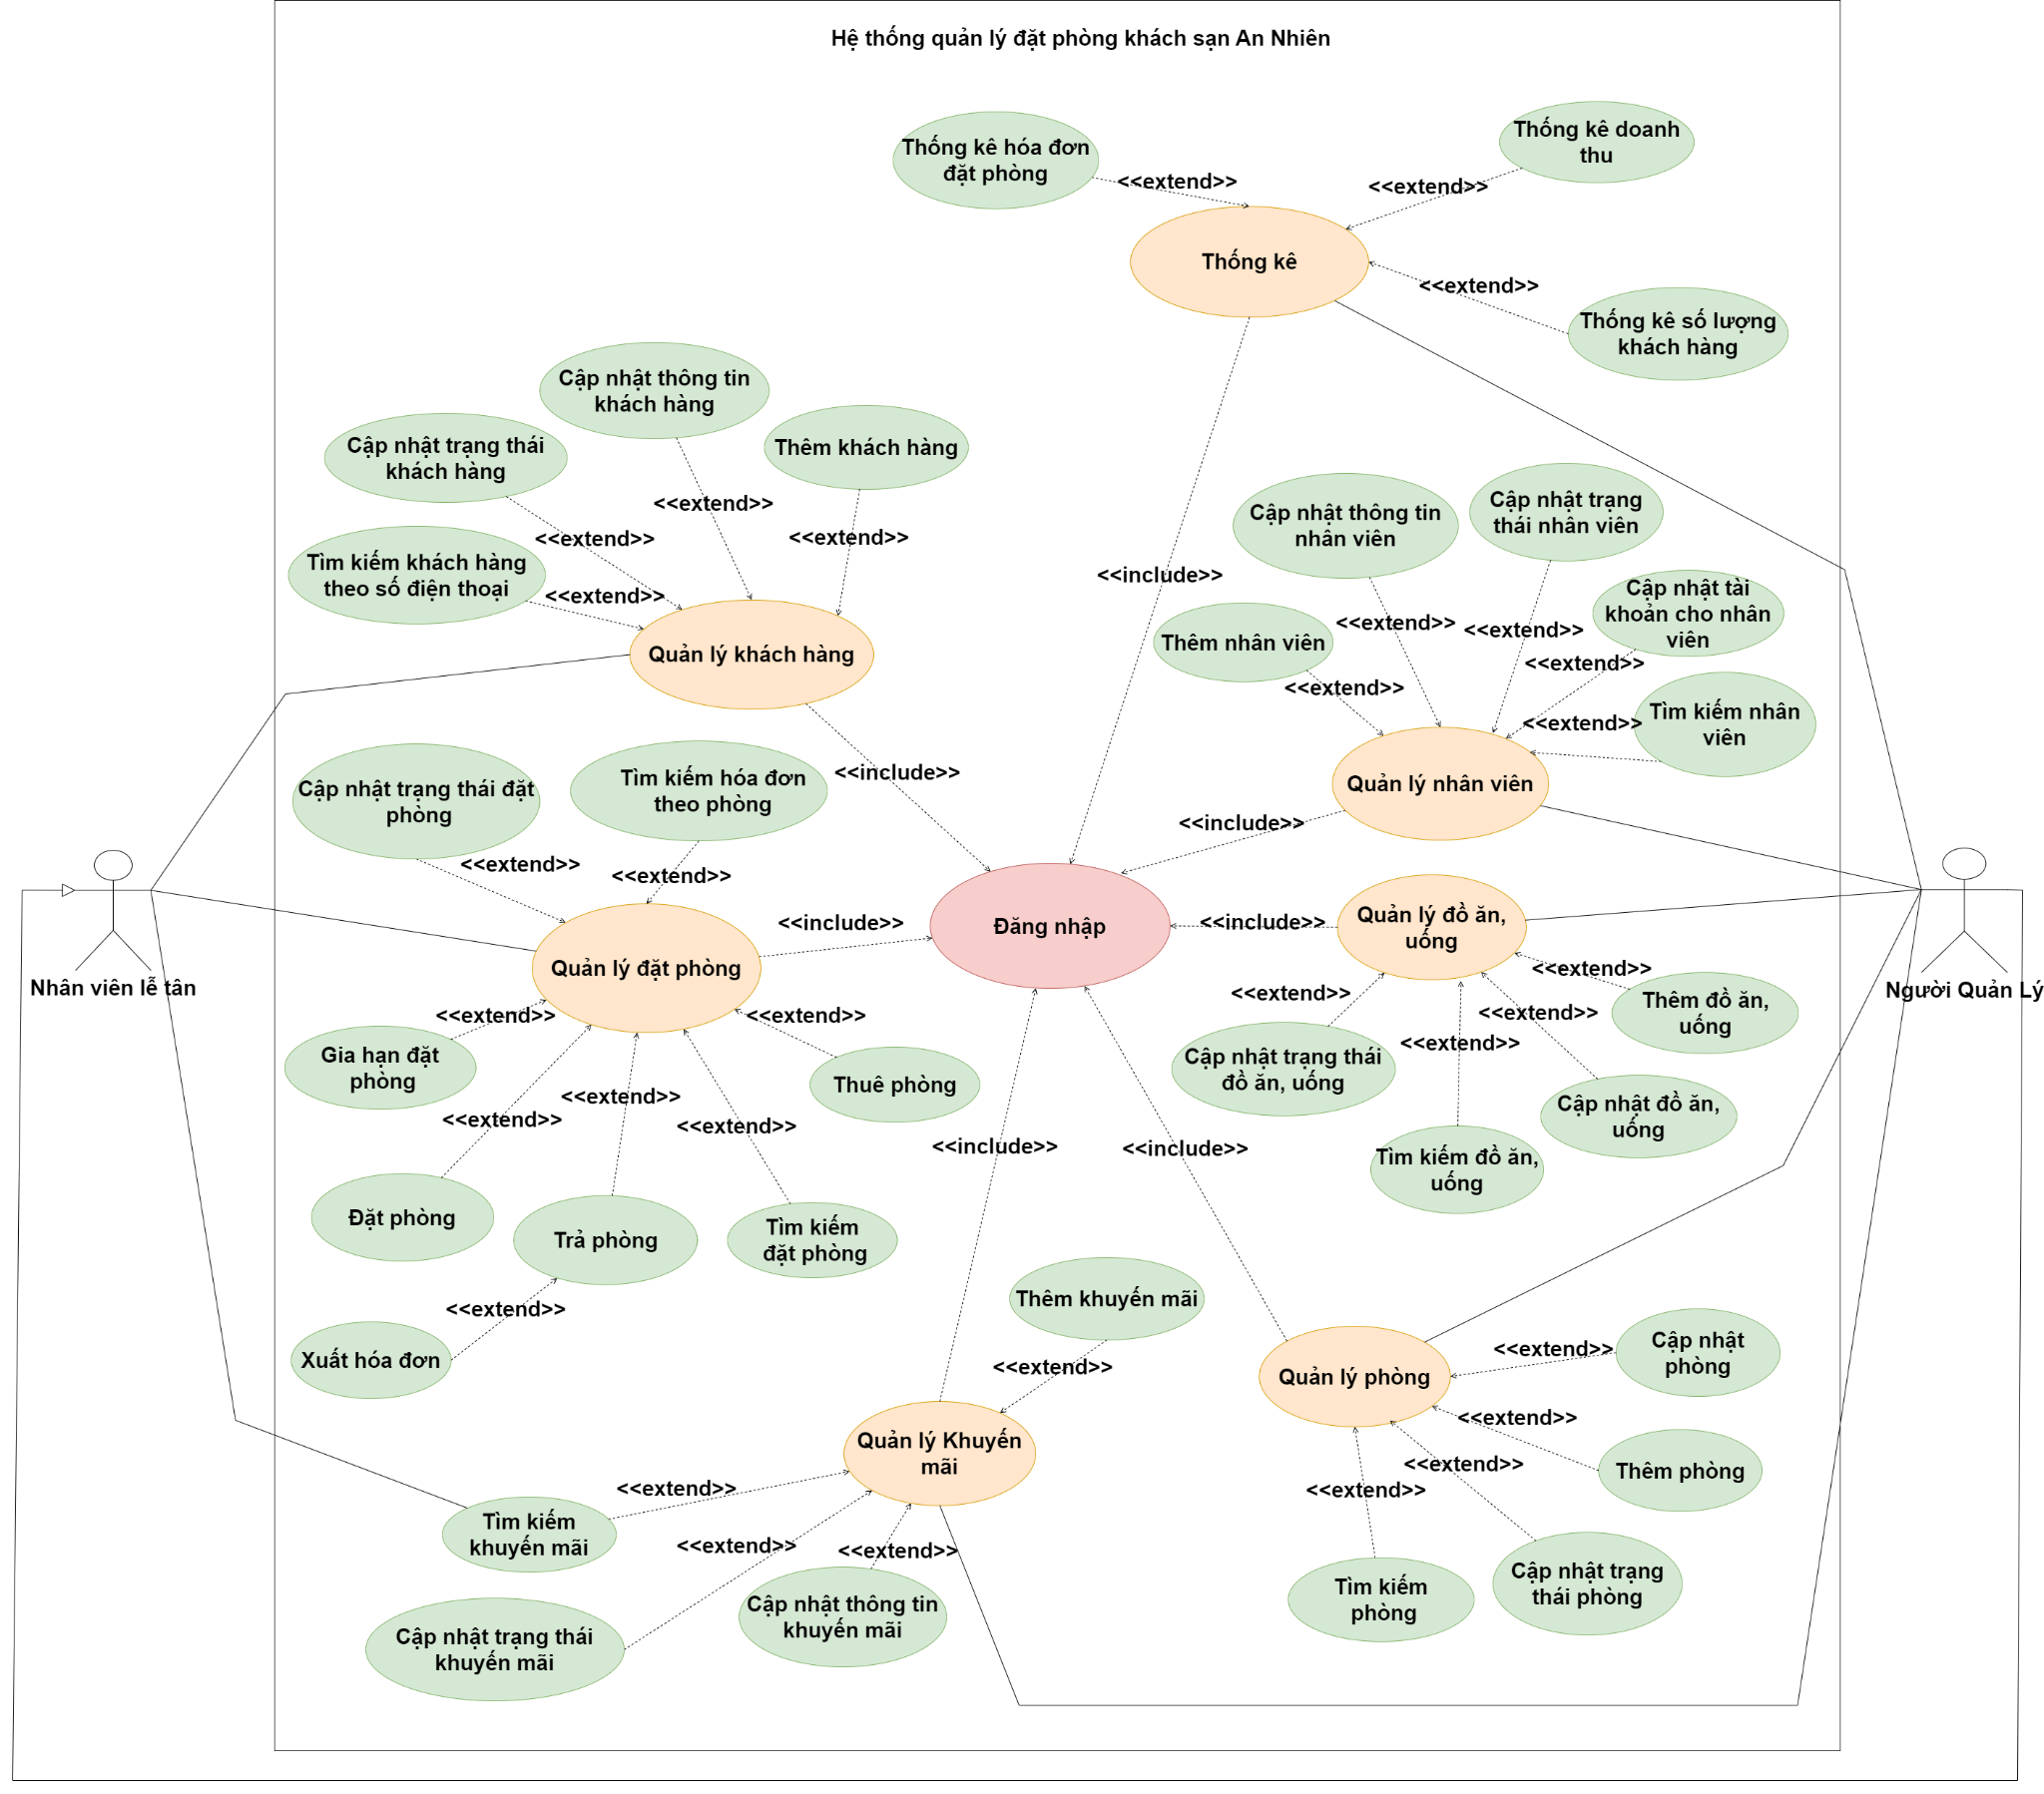 Hệ thống quản lý đặt phòng khách sạn An Nhiên
Thống kê hóa đơn
đặt phòng
<<extend>>
Thống kê doanh
thu
<<extend>>
Thống kê
<<extend>>
Thống kê số lượng
khách hàng
Cập nhật thông tin
khách hàng
Cập nhật trạng thái
khách hàng
Thêm khách hàng
<<extend>>
<<extend>>
<<extend>>
Tìm kiếm khách hàng
theo số điện thoại
<<extend>>
Quản lý khách hàng
<<include>>
<<include>>
Cập nhật thông tin
nhân viên
Cập nhật trạng
thái nhân viên
Cập nhật tài
khoản cho nhân
viên
Thêm nhân viên
<<extend>>
<<extend>>
<<extend>>
<<extend>>
<<extend>>
Tìm kiếm nhân
viên
Quản lý nhân viên
<<include>>
Cập nhật trạng thái đặt
phòng
Tìm kiếm hóa đơn
theo phòng
<<extend>>
<<extend>>
<<include>>
Đăng nhập
<<include>>
Quản lý đồ ăn,
uống
Quản lý đặt phòng
Nhân viên lễ tân
Người Quản Lý
<<extend>>
<<extend>>
<<extend>>
<<extend>>
<<extend>>
<<extend>>
Thêm đồ ăn,
uống
Gia hạn đặt
phòng
Thuê phòng
Cập nhật trạng thái
đồ ăn, uống
<<extend>>
<<extend>>
<<extend>>
Cập nhật đồ ăn,
uống
Tìm kiếm đồ ăn,
uống
<<include>>
<<include>>
Đặt phòng
Trả phòng
Tìm kiếm
đặt phòng
<<extend>>
Xuất hóa đơn
Thêm khuyến mãi
<<extend>>
Quản lý phòng
<<extend>>
Cập nhật
phòng
<<extend>>
Thêm phòng
<<extend>>
<<extend>>
Quản lý Khuyến
mãi
<<extend>>
Tìm kiếm
khuyến mãi
<<extend>>
<<extend>>
Cập nhật trạng thái
khuyến mãi
Cập nhật thông tin
khuyến mãi
Tìm kiếm
phòng
Cập nhật trạng
thái phòng